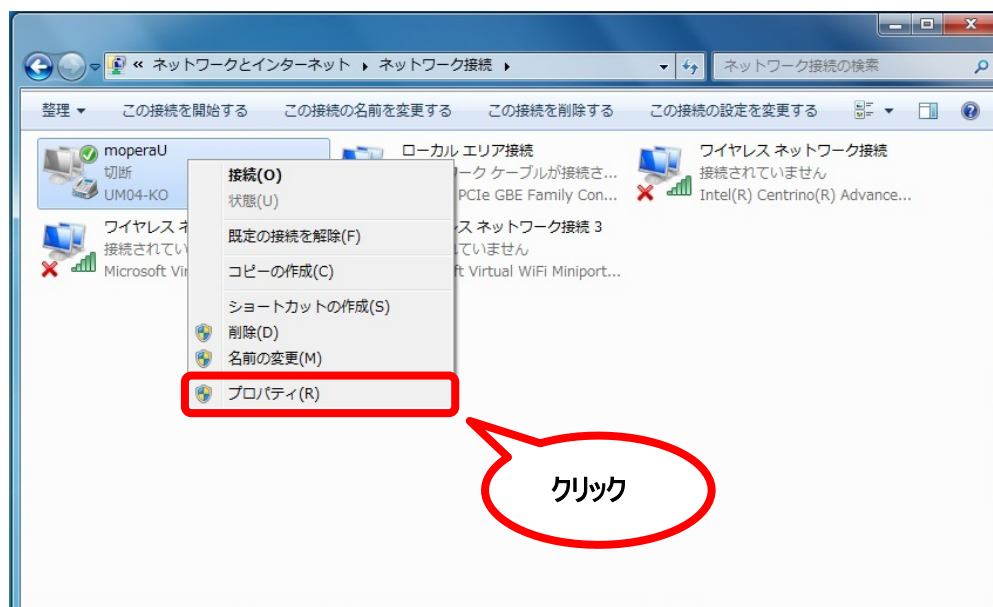 « ネットワークとインターネット ▸ ネットワーク接続 ▸
ネットワーク接続の検索
整理 ▼ この接続を開始する この接続の名前を変更する この接続を削除する この接続の設定を変更する
moperaU
切断
UM04-KO
ローカル エリア接続
ーク ケーブルが接続さ...
PCIe GBE Family Con...
ワイヤレス ネットワーク接続
接続されていません
Intel(R) Centrino(R) Advance...
ワイヤレス ネ
接続されてい
Microsoft Vir
ス ネットワーク接続 3
ていません
ft Virtual WiFi Miniport...
接続(O)
状態(U)
既定の接続を解除(F)
コピーの作成(C)
ショートカットの作成(S)
削除(D)
名前の変更(M)
プロパティ(R)
クリック